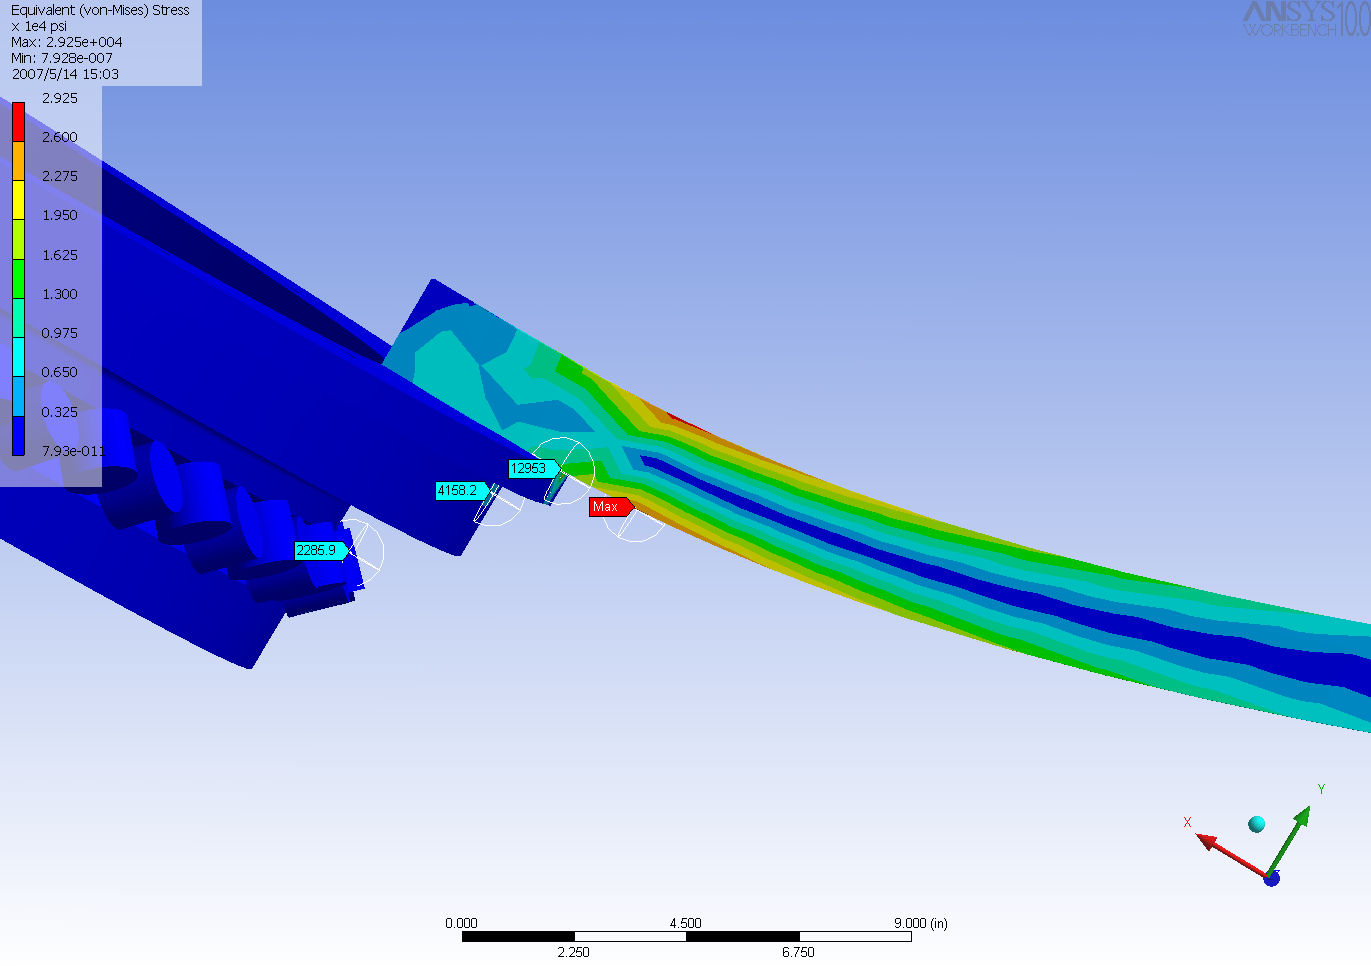 Equivalent (von-Mises) Stress
x 1e4 psi
Max: 2.925e+004
Min: 7.928e-007
2007/5/14 15:03
ANSYS 10.0
WORKBENCH
2.925
2.600
2.275
1.950
1.625
1.300
0.975
0.650
0.325
7.93e-011
12953
4158.2
Max
2285.9
Y
X
0.000 4.500 9.000 (in)
2.250 6.750